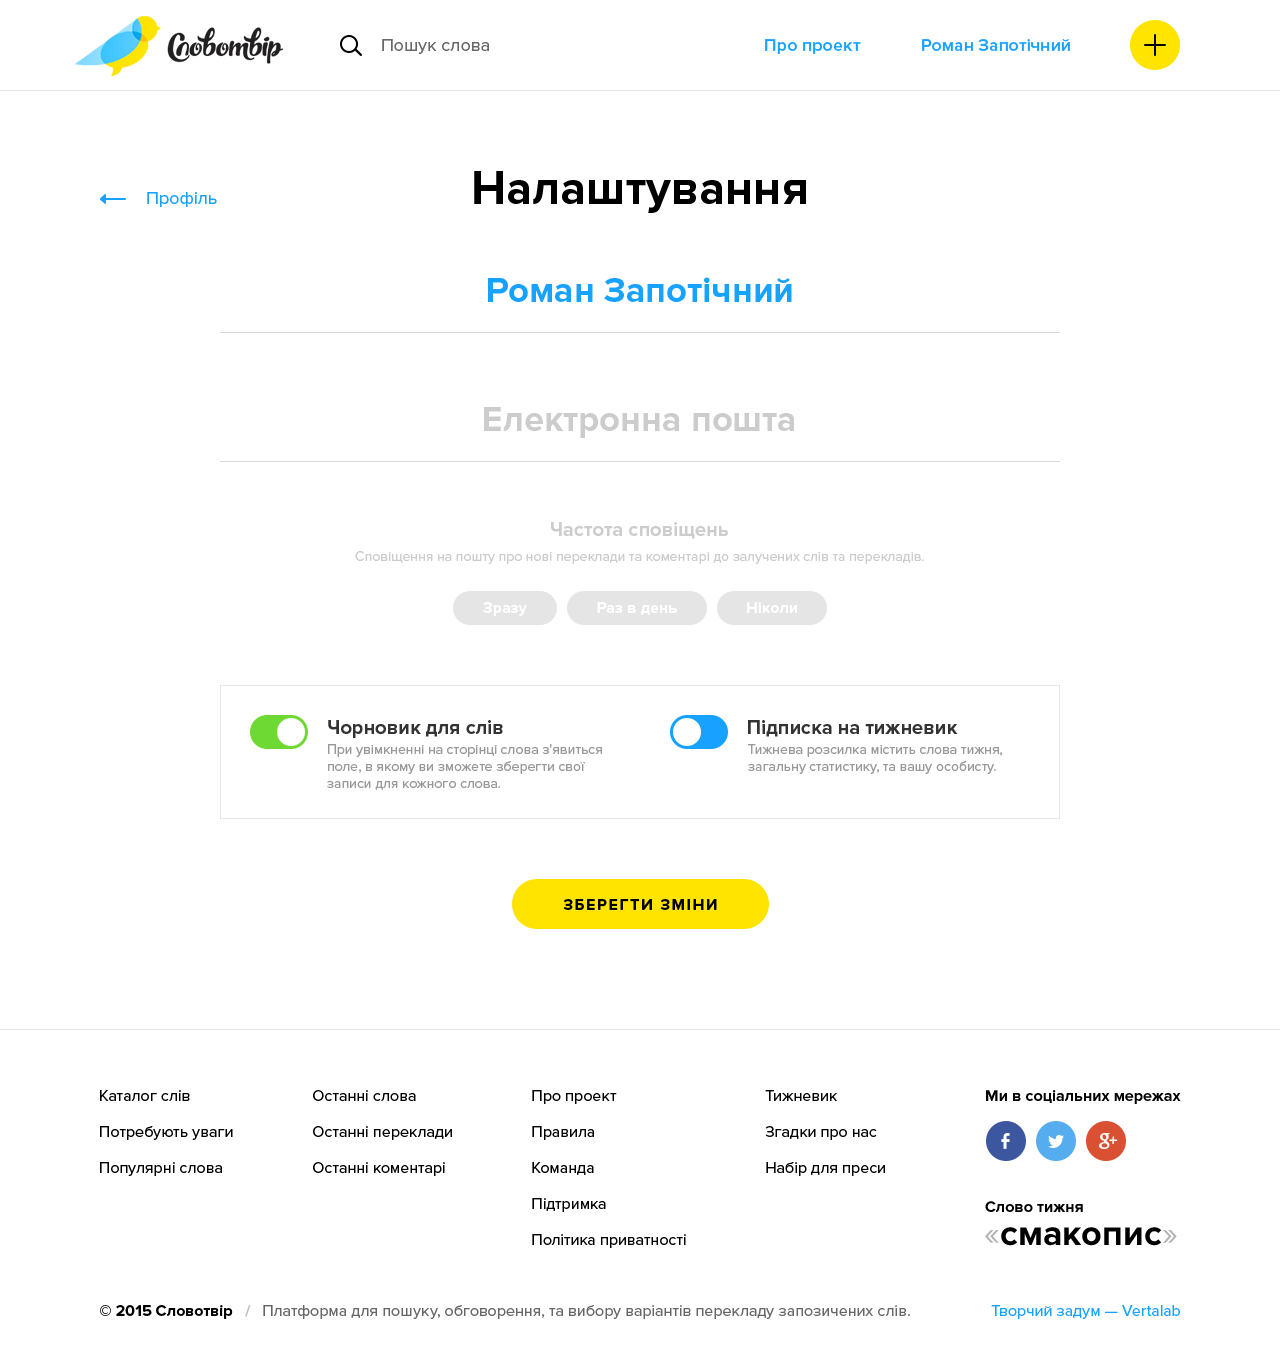 Словотвір
Пошук слова
Про проект
Роман Запотічний
Профіль
Налаштування
Роман Запотічний
Електронна пошта
Частота сповіщень
Сповіщення на пошту про нові переклади та коментарі до залучених слів та перекладів.
Зразу
Раз в день
Ніколи
Чорновик для слів
При увімкненні на сторінці слова з'явиться
поле, в якому ви зможете зберегти свої
записи для кожного слова.
Підписка на тижневик
Тижнева розсилка містить слова тижня,
загальну статистику, та вашу особисту.
ЗБЕРЕГТИ ЗМІНИ
Каталог слів
Потребують уваги
Популярні слова
Останні слова
Останні переклади
Останні коментарі
Про проект
Правила
Команда
Підтримка
Політика приватності
Тижневик
Згадки про нас
Набір для преси
Ми в соціальних мережах
f
g+
Слово тижня
«смакопис»
© 2015 Словотвір / Платформа для пошуку, обговорення, та вибору варіантів перекладу запозичених слів.
Творчий задум — Vertalab